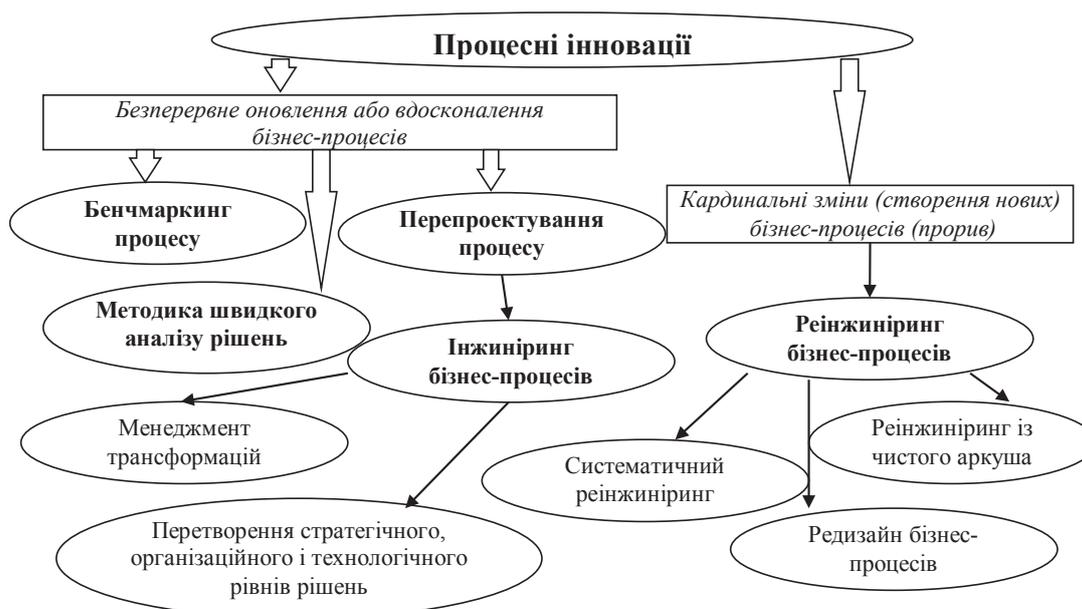 Процесні інновації
Безперервне оновлення або вдосконалення
бізнес-процесів
Бенчмаркинг
процесу
Перепроектування
процесу
Кардинальні зміни (створення нових)
бізнес-процесів (прорив)
Методика швидкого
аналізу рішень
Інжиніринг
бізнес-процесів
Реінжиніринг
бізнес-процесів
Менеджмент
трансформацій
Систематичний
реінжиніринг
Реінжиніринг із
чистого аркуша
Перетворення стратегічного,
організаційного і технологічного
рівнів рішень
Редизайн бізнес-
процесів